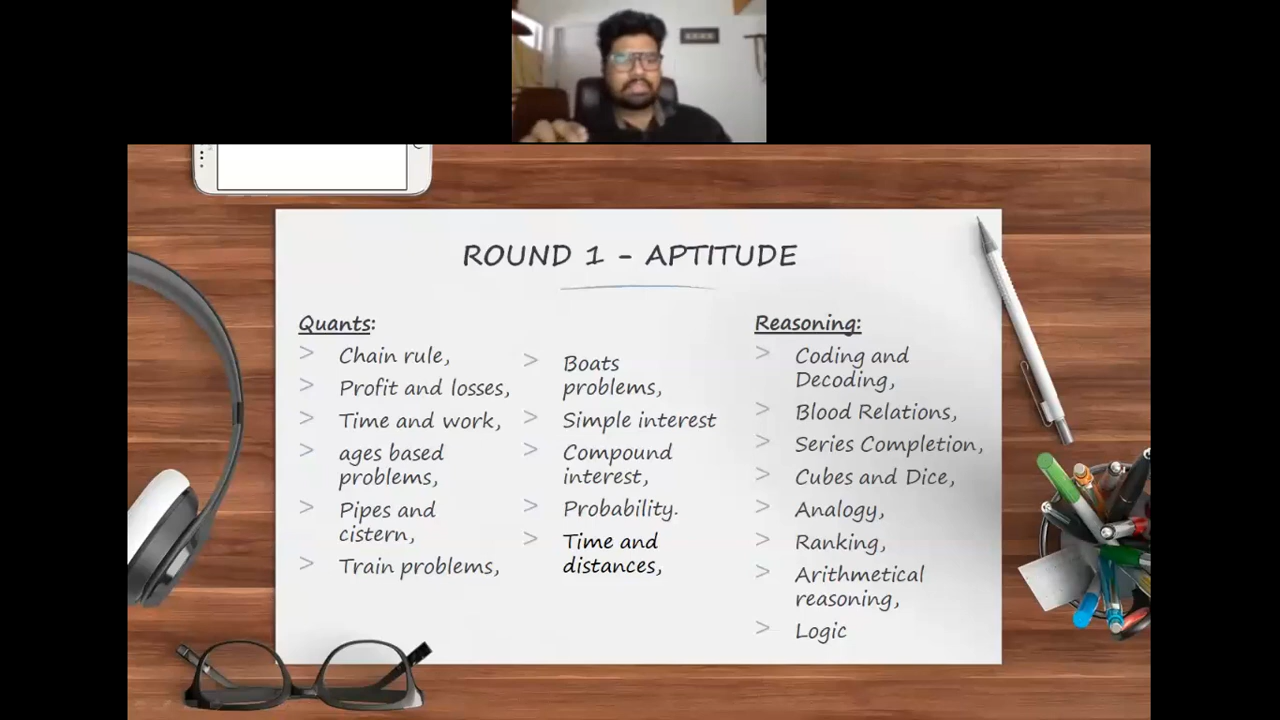 ROUND 1 - APTITUDE
Quants:
> Chain rule,
> Profit and losses,
> Time and work,
> ages based
problems,
> Pipes and
cistern,
> Train problems,
> Boats
problems,
> Simple interest
> Compound
interest,
> Probability.
> Time and
distances,
Reasoning:
> Coding and
Decoding,
> Blood Relations,
> Series Completion,
> Cubes and Dice,
> Analogy,
> Ranking,
> Arithmetical
reasoning,
> Logic